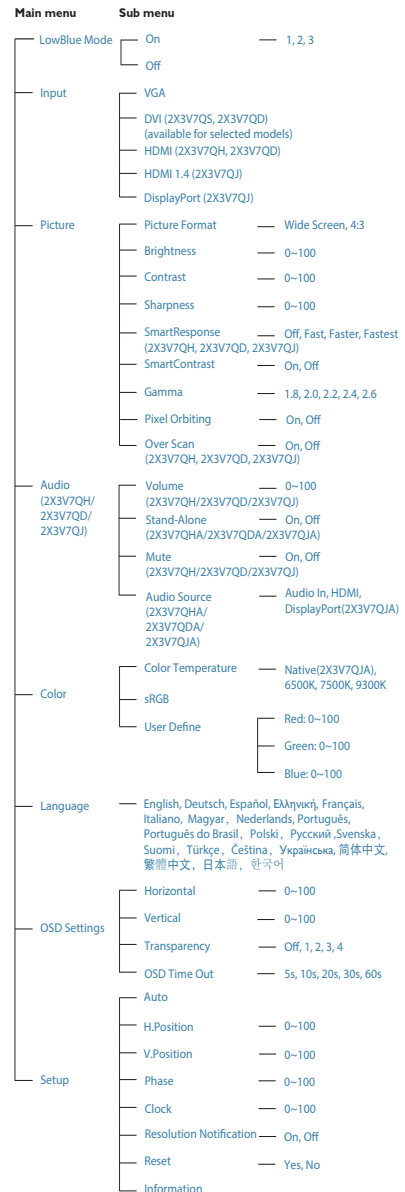 Main menu Sub menu
LowBlue Mode On 1, 2, 3
Off
Input VGA
DVI (2X3V7QS, 2X3V7QD)
(available for selected models)
HDMI (2X3V7QH, 2X3V7QD)
HDMI 1.4 (2X3V7QJ)
DisplayPort (2X3V7QJ)
Picture Picture Format Wide Screen, 4:3
Brightness 0~100
Contrast 0~100
Sharpness 0~100
SmartResponse Off, Fast, Faster, Fastest
(2X3V7QH, 2X3V7QD, 2X3V7QJ)
SmartContrast On, Off
Gamma 1.8, 2.0, 2.2, 2.4, 2.6
Pixel Orbiting On, Off
Over Scan On, Off
(2X3V7QH, 2X3V7QD, 2X3V7QJ)
Audio Volume 0~100
(2X3V7QH/ (2X3V7QH/2X3V7QD/2X3V7QJ)
2X3V7QD/ Stand-Alone On, Off
2X3V7QJ) (2X3V7QHA/2X3V7QDA/2X3V7QJA)
Mute On, Off
(2X3V7QH/2X3V7QD/2X3V7QJ)
Audio Source Audio In, HDMI,
(2X3V7QHA/ DisplayPort(2X3V7QJA)
2X3V7QDA/
2X3V7QJA)
Color Color Temperature Native(2X3V7QJA),
6500K, 7500K, 9300K
sRGB
User Define Red: 0~100
Green: 0~100
Blue: 0~100
Language English, Deutsch, Español, Ελληνική, Français,
Italiano, Magyar, Nederlands, Português,
Português do Brasil, Polski, Русский ,Svenska,
Suomi, Türkçe, Čeština, Українська, 简体中文,
繁體中文, 日本語, 한국어
OSD Settings Horizontal 0~100
Vertical 0~100
Transparency Off, 1, 2, 3, 4
OSD Time Out 5s, 10s, 20s, 30s, 60s
Setup Auto
H.Position 0~100
V.Position 0~100
Phase 0~100
Clock 0~100
Resolution Notification On, Off
Reset Yes, No
Information